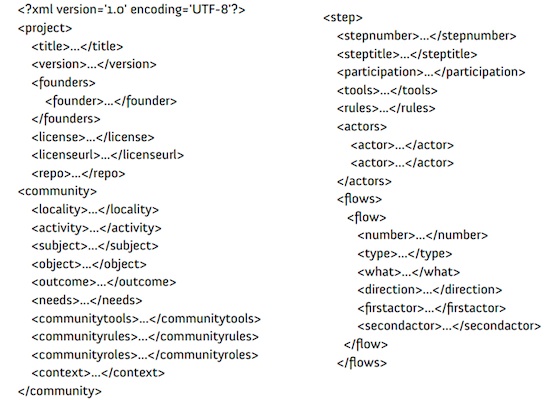 <?xml version='1.0' encoding='UTF-8'?>
<project>
<title>...</title>
<version>...</version>
<founders>
<founder>...</founder>
</founders>
<license>...</license>
<licenseurl>...</licenseurl>
<repo>...</repo>
<community>
<locality>...</locality>
<activity>...</activity>
<subject>...</subject>
<object>...</object>
<outcome>...</outcome>
<needs>...</needs>
<communitytools>...</communitytools>
<communityrules>...</communityrules>
<communityroles>...</communityroles>
<context>...</context>
</community>
<step>
<stepnumber>...</stepnumber>
<steptitle>...</steptitle>
<participation>...</participation>
<tools>...</tools>
<rules>...</rules>
<actors>
<actor>...</actor>
<actor>...</actor>
</actors>
<flows>
<flow>
<number>...</number>
<type>...</type>
<what>...</what>
<direction>...</direction>
<firstactor>...</firstactor>
<secondactor>...</secondactor>
</flow>
</flows>